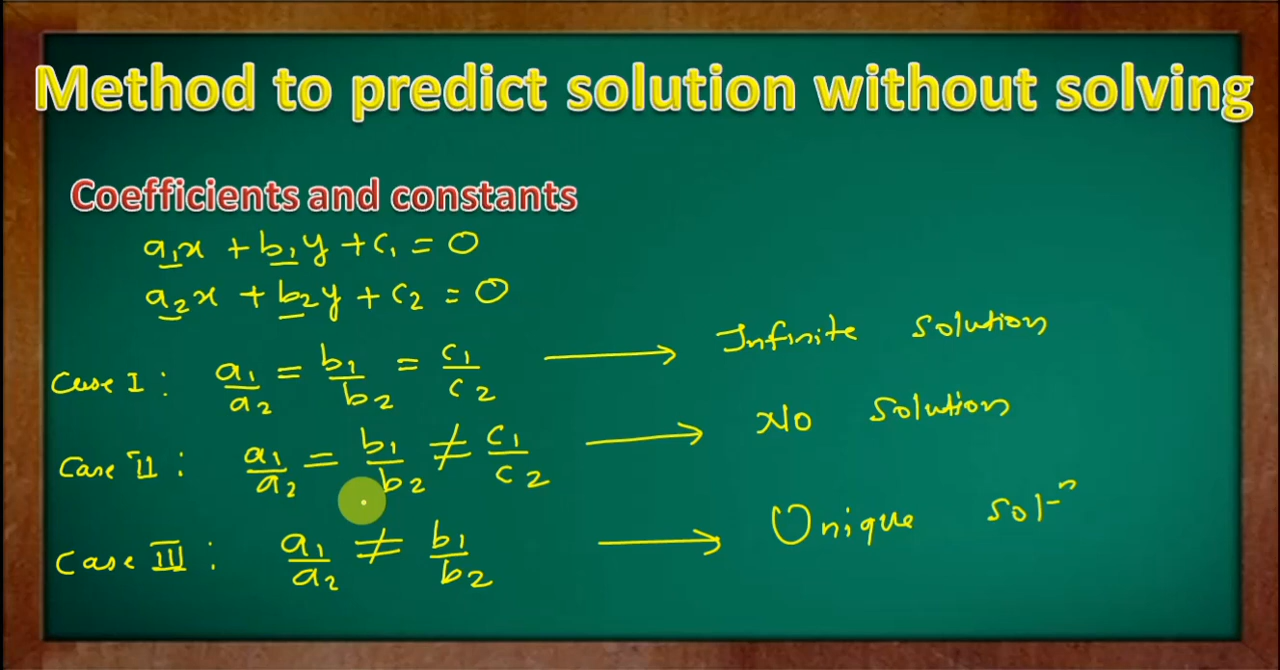 Method to predict solution without solving
Coefficients and constants
a₁x + b₁y + c₁ = 0
a₂x + b₂y + c₂ = 0
Case I : a₁/a₂ = b₁/b₂ = c₁/c₂ → Infinite solution
Case II : a₁/a₂ = b₁/b₂ ≠ c₁/c₂ → No solution
Case III : a₁/a₂ ≠ b₁/b₂ → Unique solⁿ